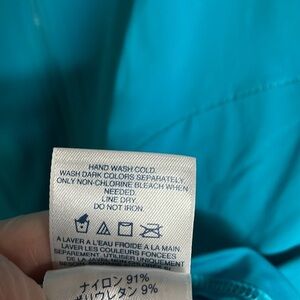 HAND WASH COLD.
WASH DARK COLORS SEPARATELY.
ONLY NON-CHLORINE BLEACH WHEN
NEEDED.
LINE DRY.
DO NOT IRON.
A LAVER A L'EAU FROIDE A LA MAIN.
LAVER LES COULEURS FONCÉES
SEPAREMENT. UTILISER UNIQUEMENT
ナイロン 91%
ポリウレタン 9%